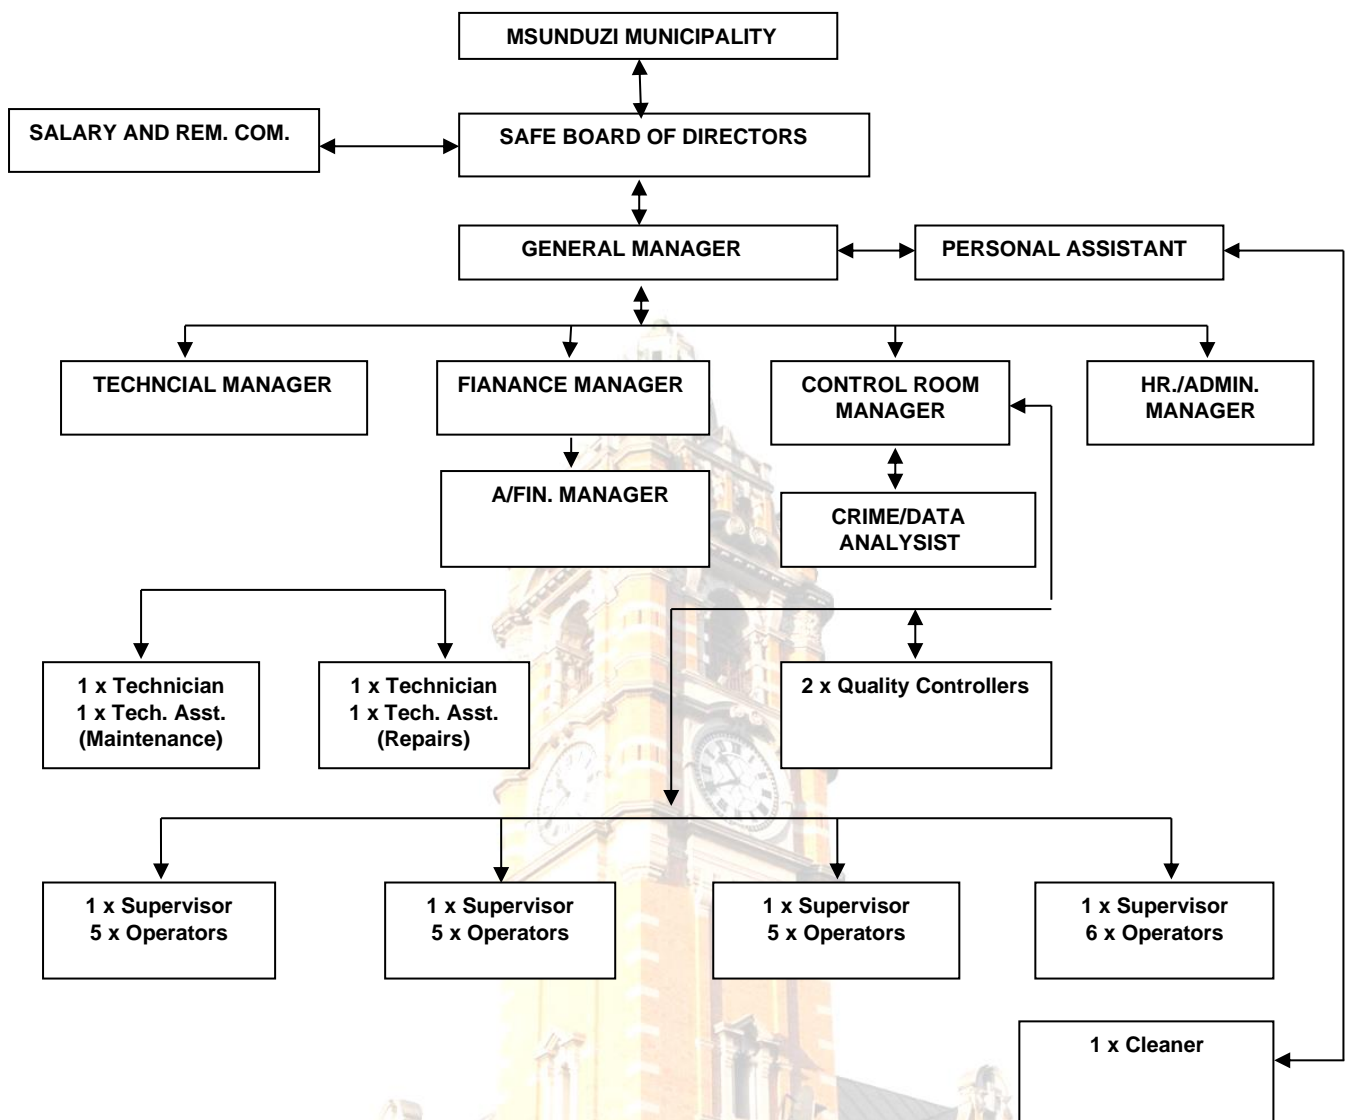 MSUNDUZI MUNICIPALITY
SALARY AND REM. COM.
SAFE BOARD OF DIRECTORS
GENERAL MANAGER
PERSONAL ASSISTANT
TECHNCIAL MANAGER
FIANANCE MANAGER
CONTROL ROOM
MANAGER
HR./ADMIN.
MANAGER
A/FIN. MANAGER
CRIME/DATA
ANALYSIST
1 x Technician
1 x Tech. Asst.
(Maintenance)
1 x Technician
1 x Tech. Asst.
(Repairs)
2 x Quality Controllers
1 x Supervisor
5 x Operators
1 x Supervisor
5 x Operators
1 x Supervisor
5 x Operators
1 x Supervisor
6 x Operators
1 x Cleaner